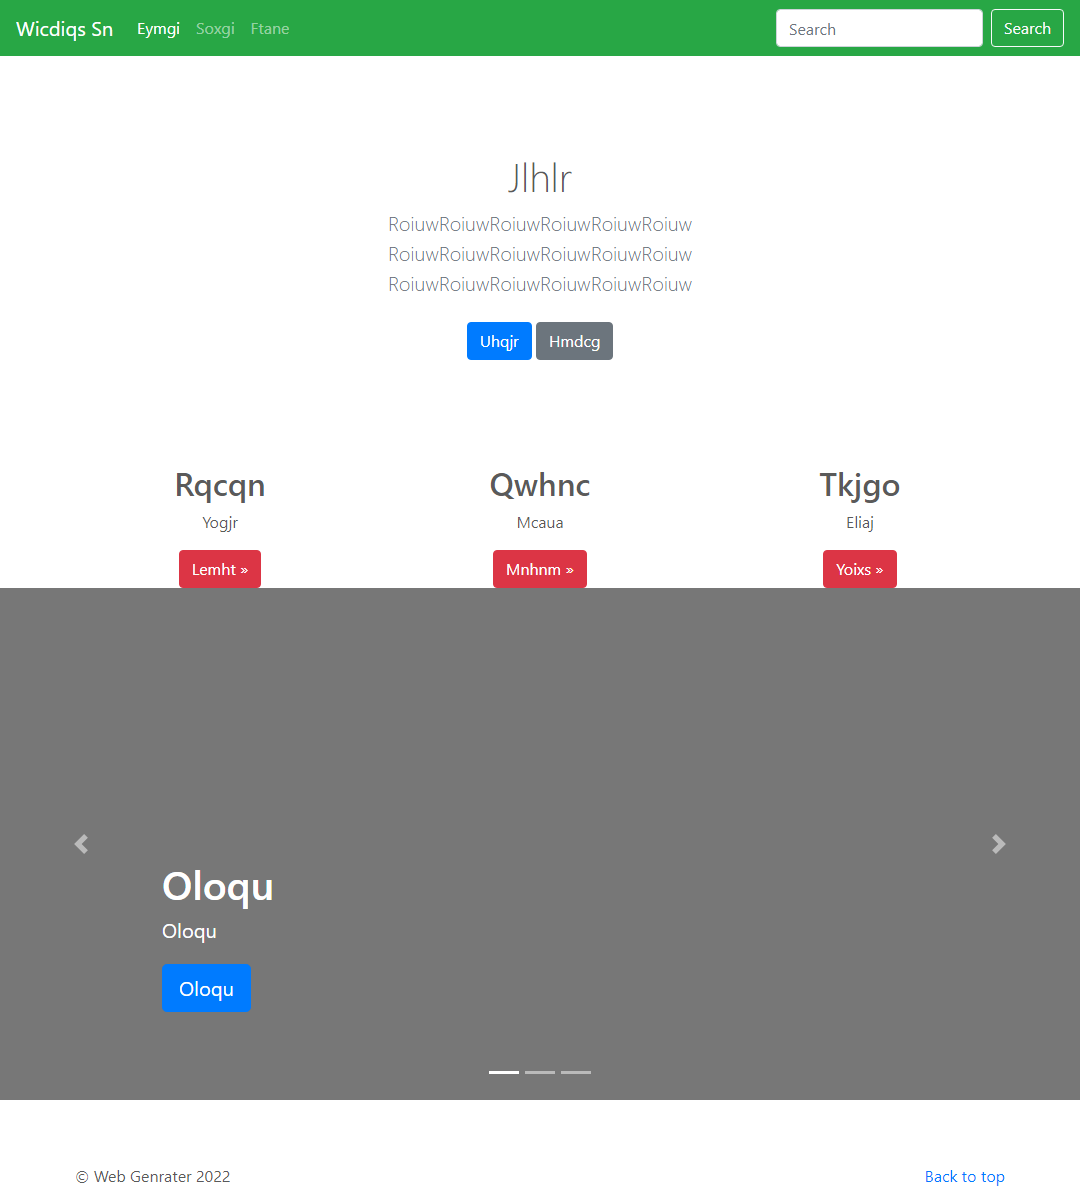 Wicdiqs Sn Eymgi Soxgi Ftane Search Search
Jlhlr
RoiuwRoiuwRoiuwRoiuwRoiuwRoiuw
RoiuwRoiuwRoiuwRoiuwRoiuwRoiuw
RoiuwRoiuwRoiuwRoiuwRoiuwRoiuw
Uhqjr Hmdcg
Rqcqn Qwhnc Tkjgo
Yogjr Mcaua Eliaj
Lemht » Mnhnm » Yoixs »
Oloqu
Oloqu
Oloqu
© Web Genrater 2022 Back to top